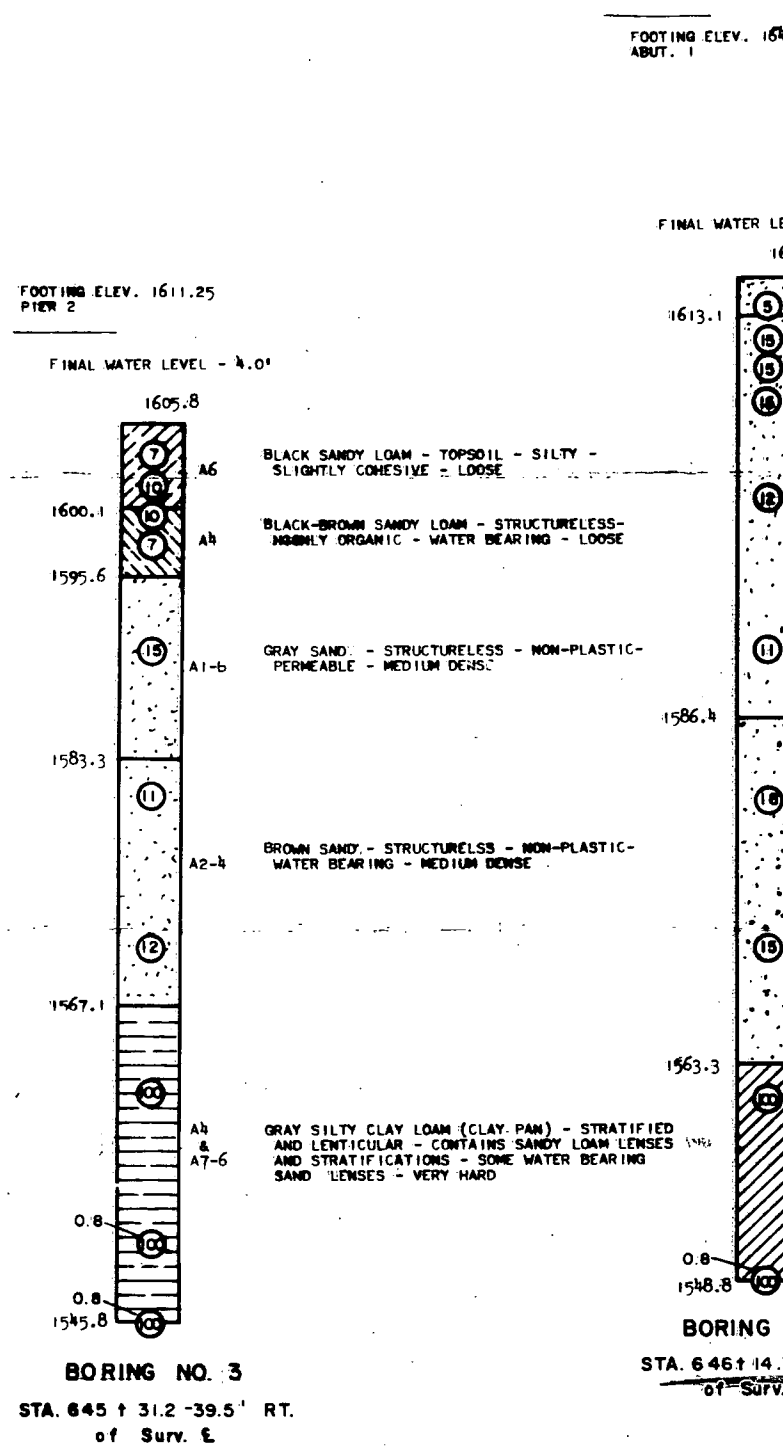 FOOTING ELEV. 1611.25
PIER 2
FINAL WATER LEVEL - 4.0'
1605.8
7
A6
BLACK SANDY LOAM - TOPSOIL - SILTY -
SLIGHTLY COHESIVE - LOOSE
10
1600.1
10
7
A4
BLACK-BROWN SANDY LOAM - STRUCTURELESS-
ORGANIC - WATER BEARING - LOOSE
1595.6
15
A1-b
GRAY SAND - STRUCTURELESS - NON-PLASTIC-
PERMEABLE - MEDIUM DENSE
1583.3
11
A2-4
BROWN SANDY - STRUCTURELSS - NON-PLASTIC-
WATER BEARING - MEDIUM DENSE
12
1567.1
100
A4
&
A7-6
GRAY SILTY CLAY LOAM (CLAY PAN) - STRATIFIED
AND LENTICULAR - CONTAINS SANDY LOAM LENSES
AND STRATIFICATIONS - SOME WATER BEARING
SAND LENSES - VERY HARD
0.8
100
0.8
1545.8
100
BORING NO. 3
STA. 645 + 31.2 -39.5' RT.
of Surv. ℄
FOOTING ELEV.
ABUT. 1
FINAL WATER
5
1613.1
15
15
16
12
11
1586.4
18
15
1563.3
100
0.8
1548.8
100
BORING
STA. 646+ 14.
of Surv.